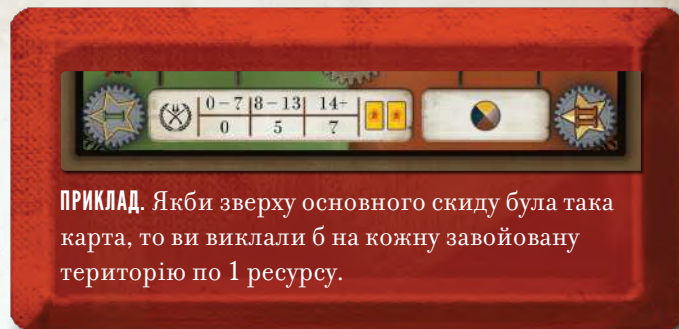 I
0–7 8–13 14+
0 5 7
II
ПРИКЛАД. Якби зверху основного скиду була така
карта, то ви виклали б на кожну завойовану
територію по 1 ресурсу.